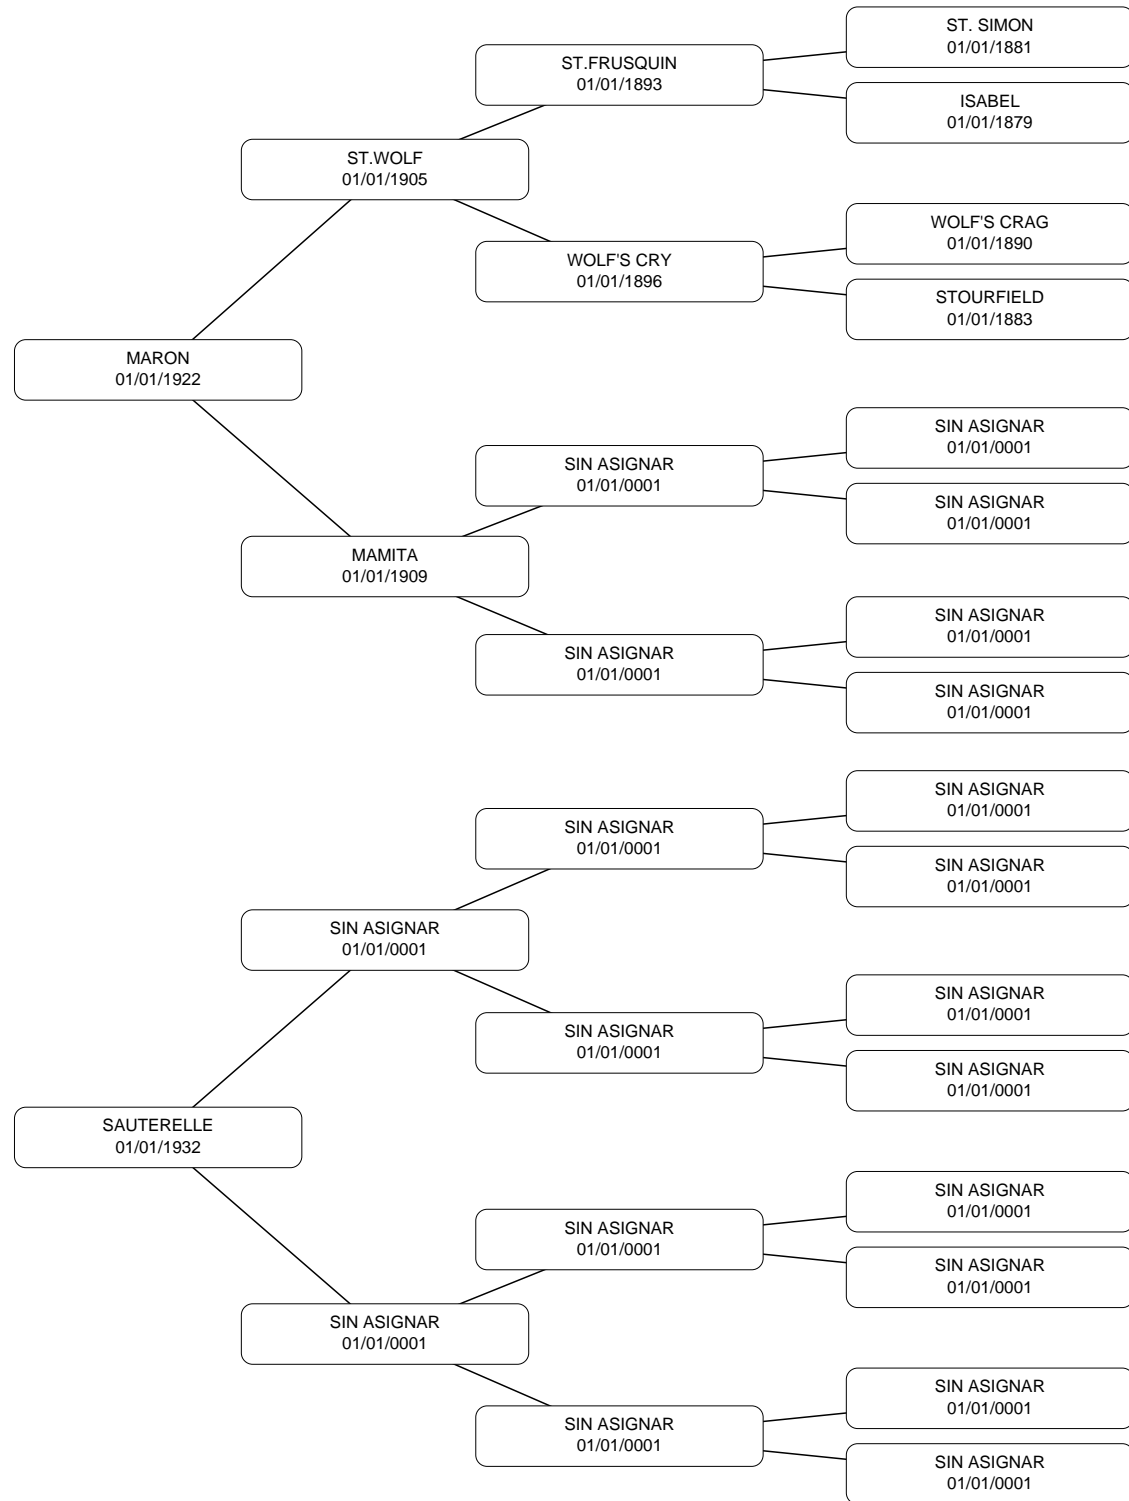 ST. SIMON
01/01/1881
ST.FRUSQUIN
01/01/1893
ISABEL
01/01/1879
ST.WOLF
01/01/1905
WOLF'S CRAG
01/01/1890
WOLF'S CRY
01/01/1896
STOURFIELD
01/01/1883
MARON
01/01/1922
SIN ASIGNAR
01/01/0001
SIN ASIGNAR
01/01/0001
SIN ASIGNAR
01/01/0001
MAMITA
01/01/1909
SIN ASIGNAR
01/01/0001
SIN ASIGNAR
01/01/0001
SIN ASIGNAR
01/01/0001
SIN ASIGNAR
01/01/0001
SIN ASIGNAR
01/01/0001
SIN ASIGNAR
01/01/0001
SIN ASIGNAR
01/01/0001
SIN ASIGNAR
01/01/0001
SIN ASIGNAR
01/01/0001
SIN ASIGNAR
01/01/0001
SAUTERELLE
01/01/1932
SIN ASIGNAR
01/01/0001
SIN ASIGNAR
01/01/0001
SIN ASIGNAR
01/01/0001
SIN ASIGNAR
01/01/0001
SIN ASIGNAR
01/01/0001
SIN ASIGNAR
01/01/0001
SIN ASIGNAR
01/01/0001